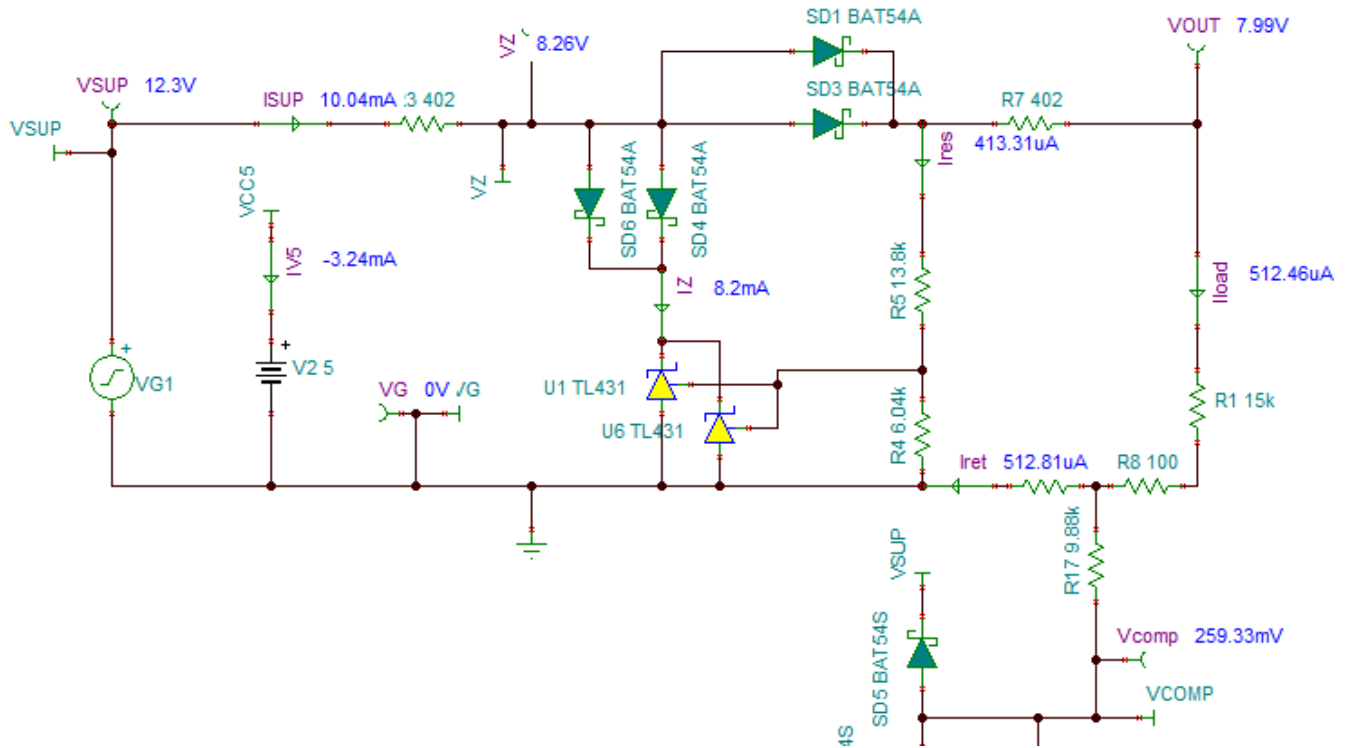 SD1 BAT54A
VOUT 7.99V
VZ 8.26V
VSUP 12.3V
ISUP 10.04mA :3 402
SD3 BAT54A
R7 402
VSUP
Ires
413.31uA
VZ
SD6 BAT54A
SD4 BAT54A
VCC5
IV5 -3.24mA
IZ 8.2mA
R5 13.8k
Iload 512.46uA
VG1
V2 5
VG 0V /G
U1 TL431
U6 TL431
R4 6.04k
R1 15k
Iret 512.81uA
R8 100
R17 9.88k
VSUP
SD5 BAT54S
Vcomp 259.33mV
VCOMP
4S